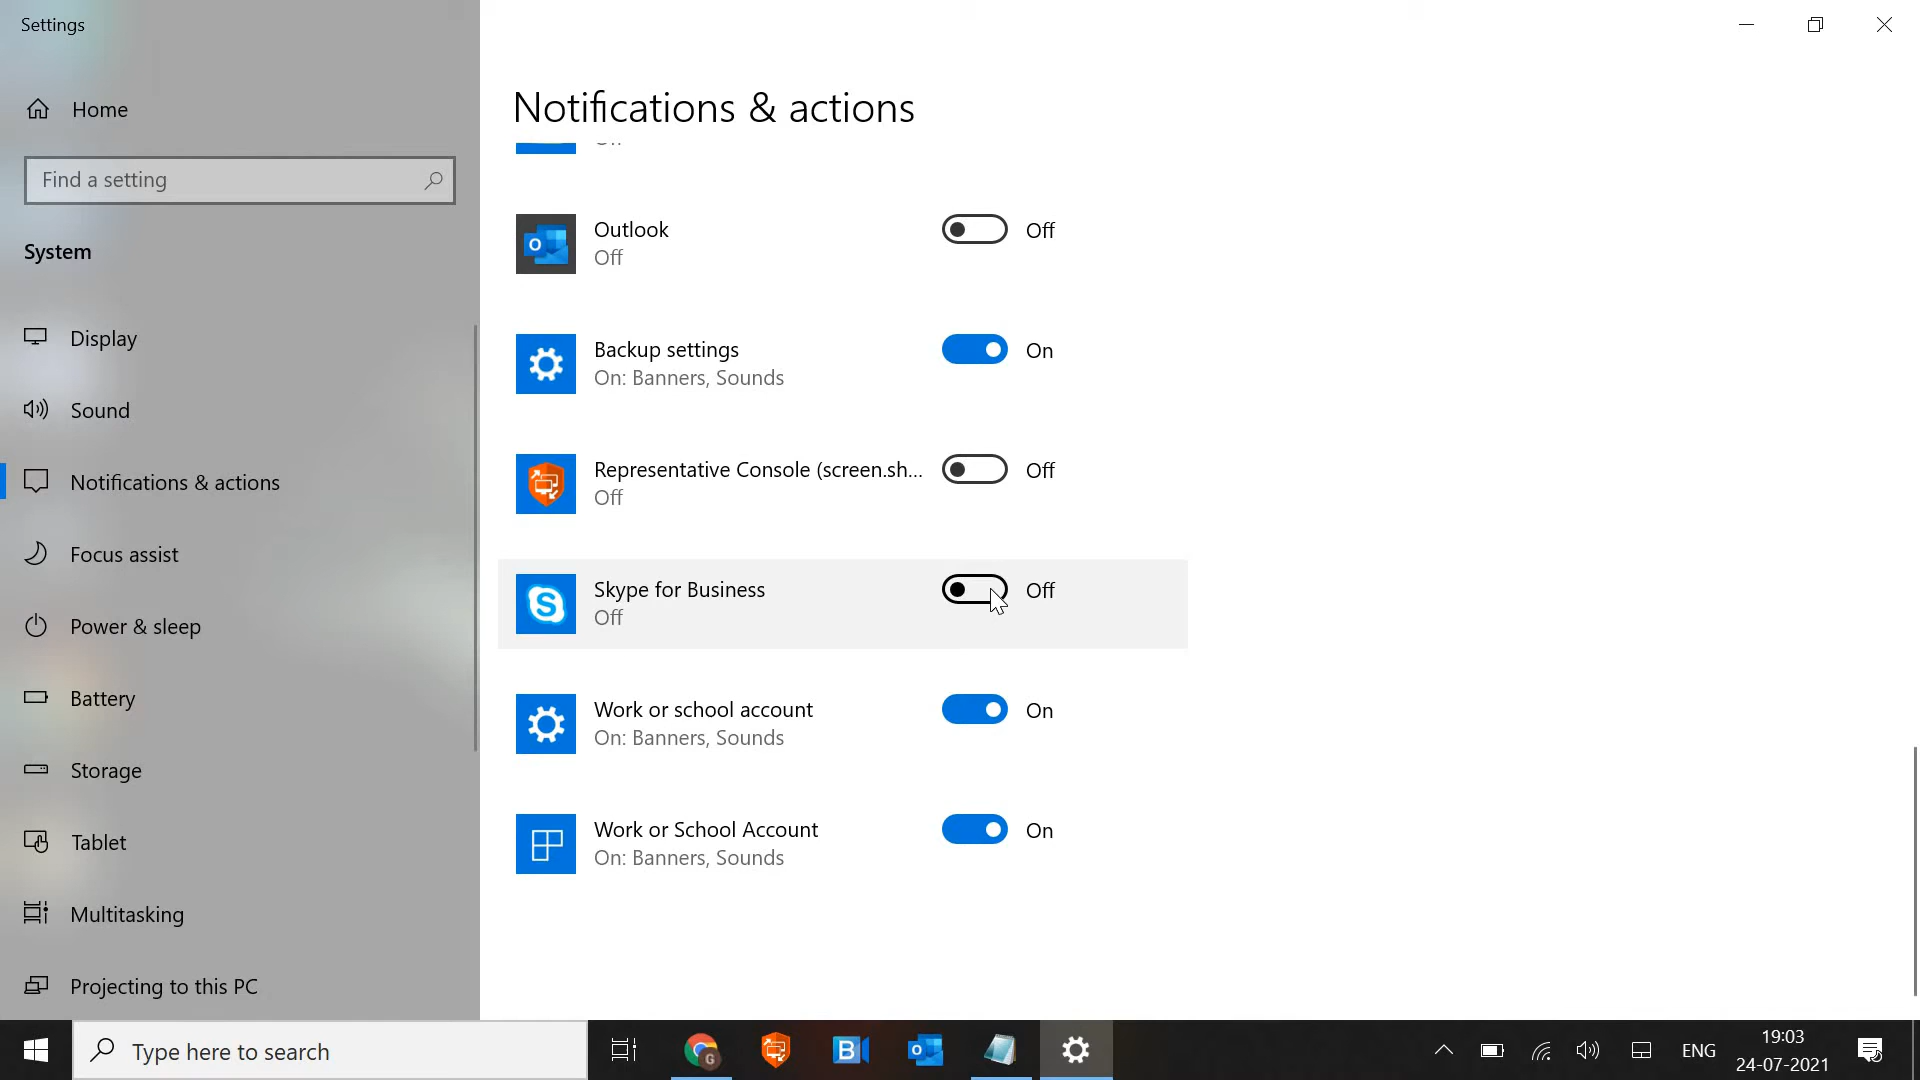 Settings
Home
Find a setting
System
Display
Sound
Notifications & actions
Focus assist
Power & sleep
Battery
Storage
Tablet
Multitasking
Projecting to this PC
Notifications & actions
Outlook
Off
Off
Backup settings
On: Banners, Sounds
On
Representative Console (screen.sh...
Off
Off
Skype for Business
Off
Off
Work or school account
On: Banners, Sounds
On
Work or School Account
On: Banners, Sounds
On
Type here to search
ENG
19:03
24-07-2021